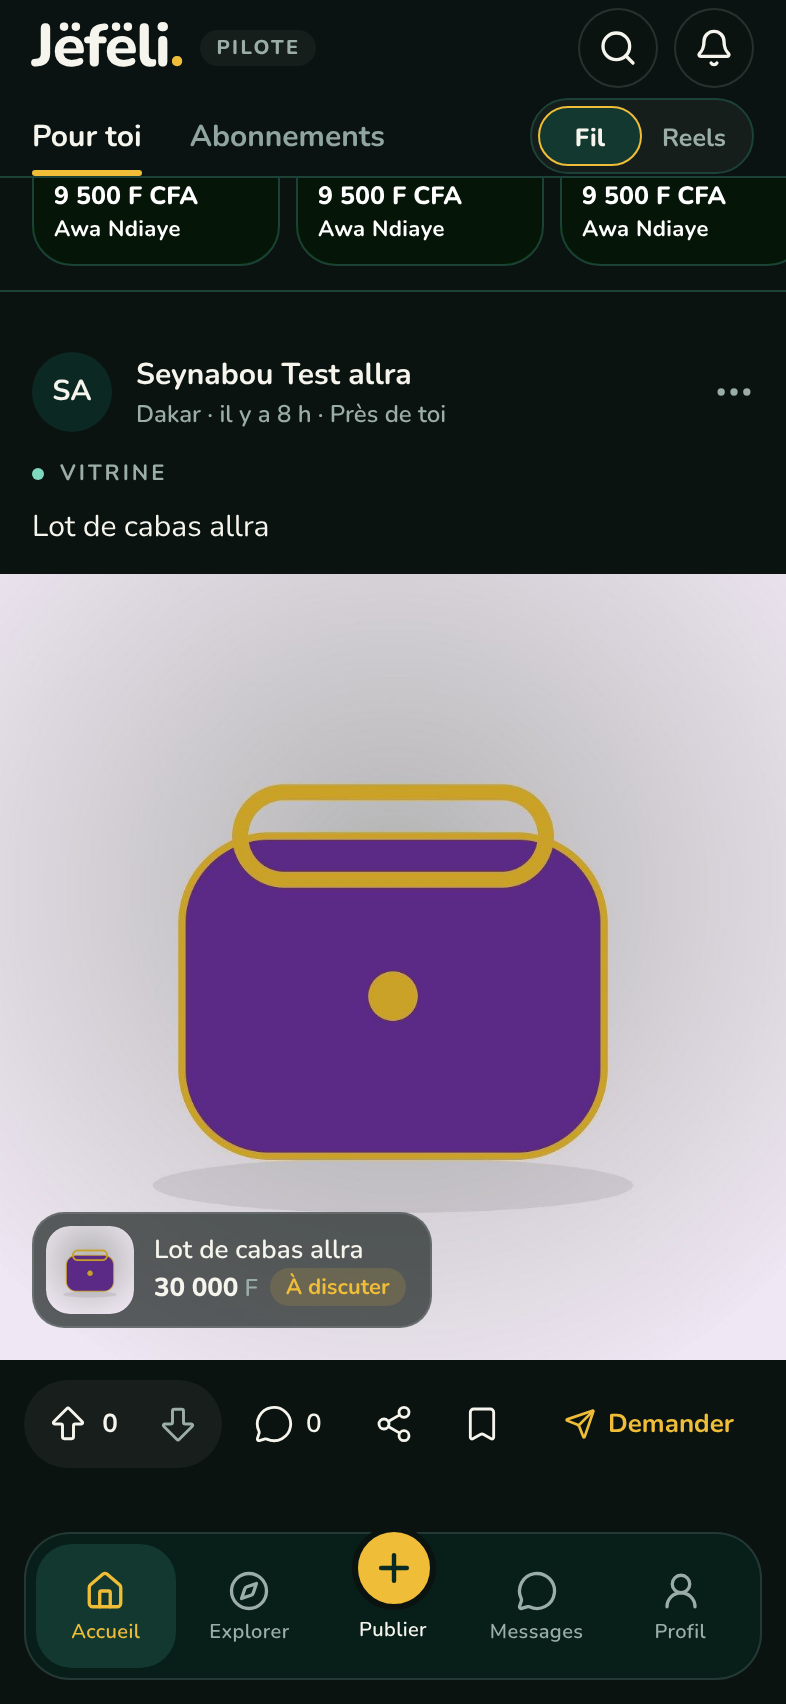 Jëfëli.
PILOTE
Pour toi
Abonnements
Fil
Reels
9 500 F CFA
Awa Ndiaye
9 500 F CFA
Awa Ndiaye
9 500 F CFA
Awa Ndiaye
SA
Seynabou Test allra
Dakar · il y a 8 h · Près de toi
VITRINE
Lot de cabas allra
Lot de cabas allra
30 000 F À discuter
0
0
Demander
Accueil
Explorer
Publier
Messages
Profil